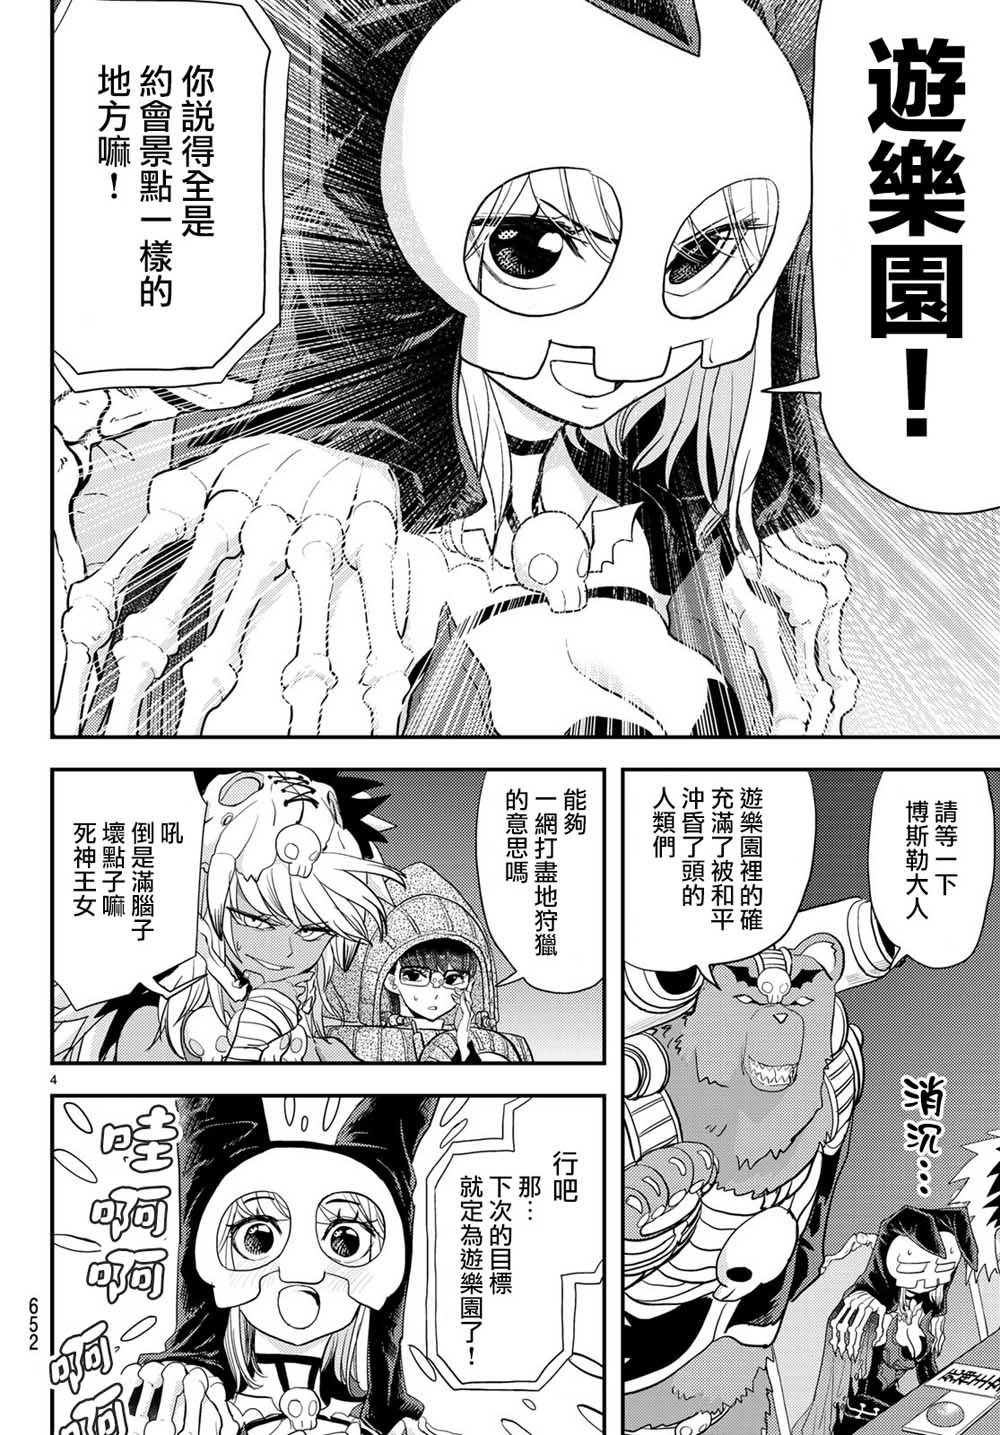 遊樂園！
你說得全是
約會景點一樣的
地方嘛！
請等一下
博斯勒大人
遊樂園裡的確
充滿了被和平
沖昏了頭的
人類們
消沉…
能夠
一網打盡地狩獵
的意思嗎
吼
倒是滿腦子
壞點子嘛
死神王女
行吧
那…
下次的目標
就定為遊樂園了！
哇啊啊
啊啊
4
652